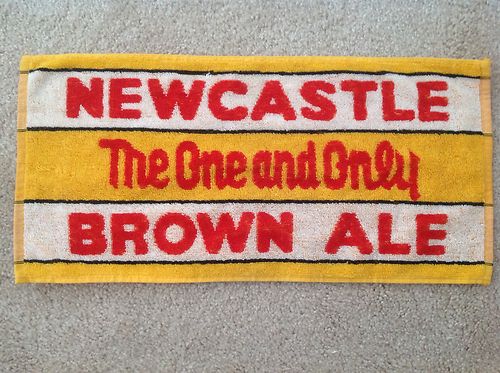 NEWCASTLE
The One and Only
BROWN ALE